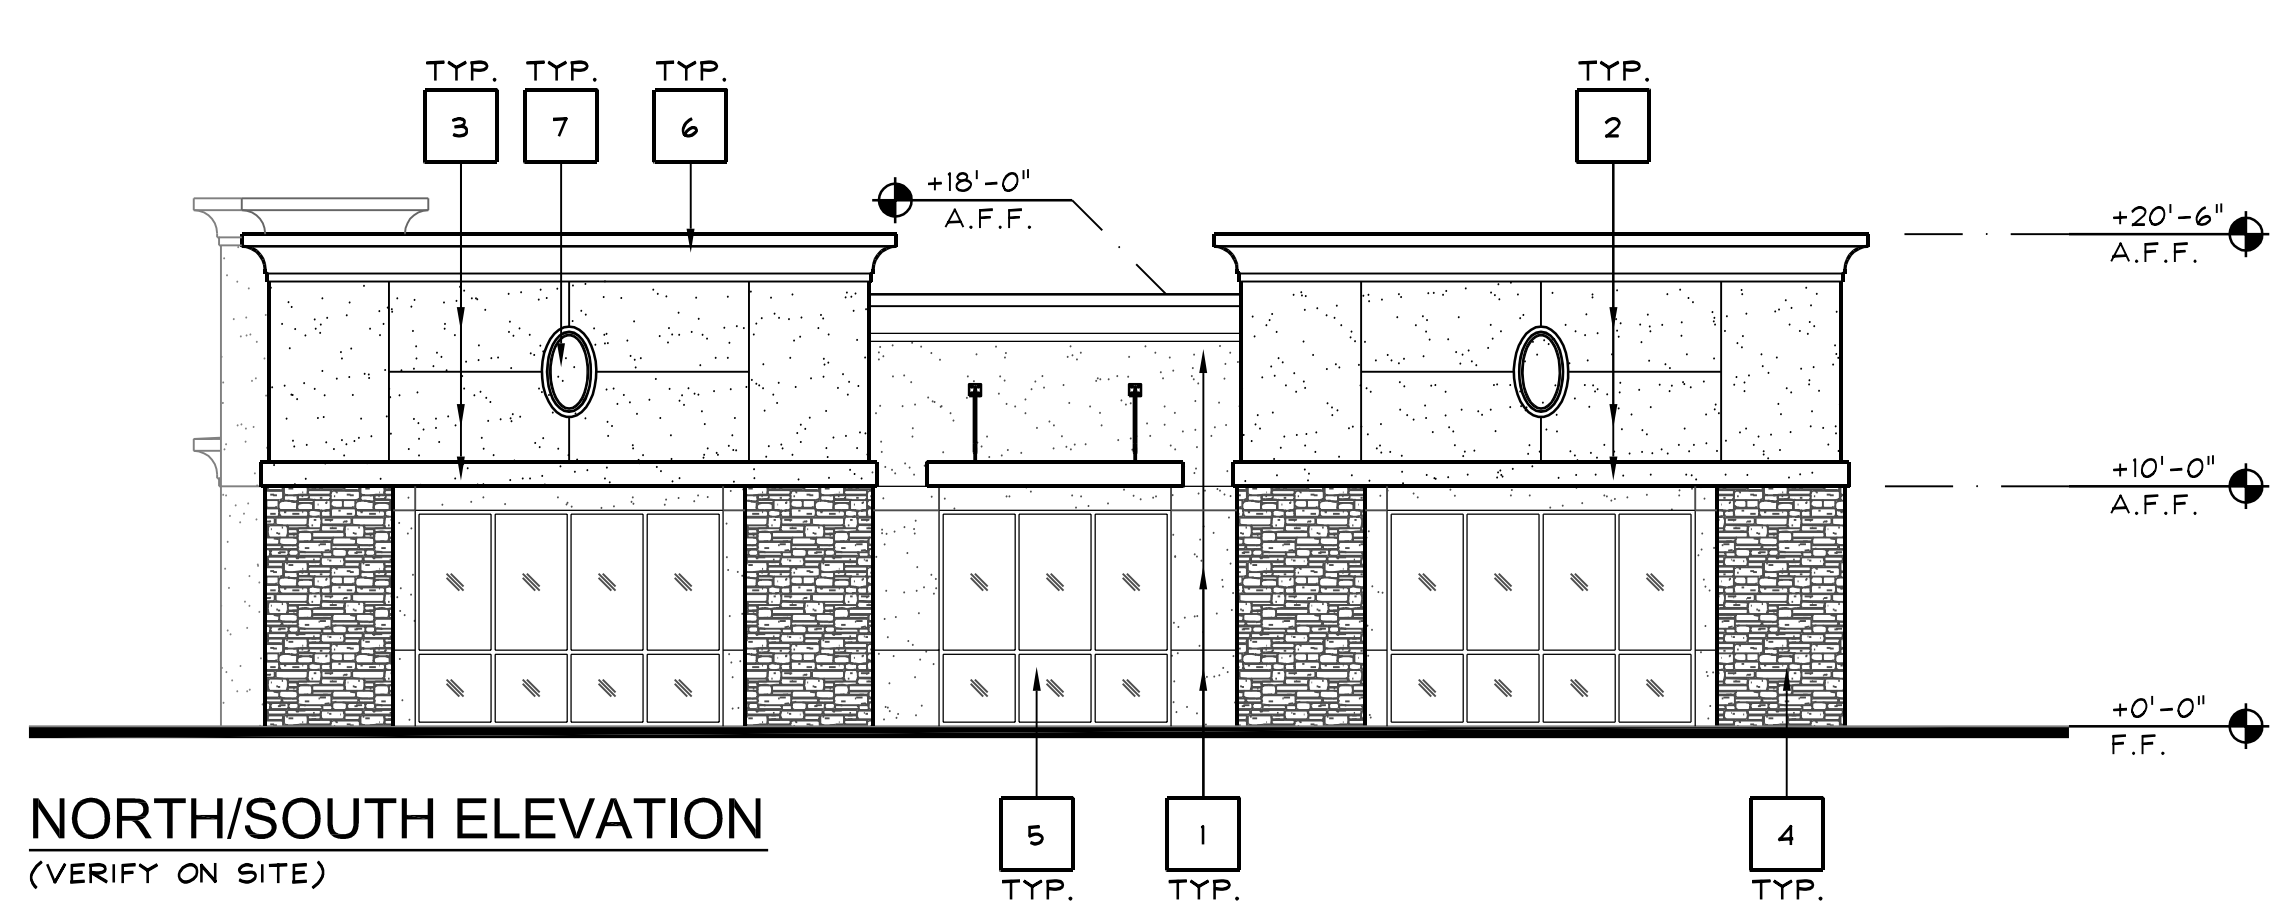 TYP. TYP. TYP. TYP.
3 7 6 2
+18'-0"
A.F.F.
+20'-6"
A.F.F.
+10'-0"
A.F.F.
+0'-0"
F.F.
NORTH/SOUTH ELEVATION
(VERIFY ON SITE)
5 1 4
TYP. TYP. TYP.